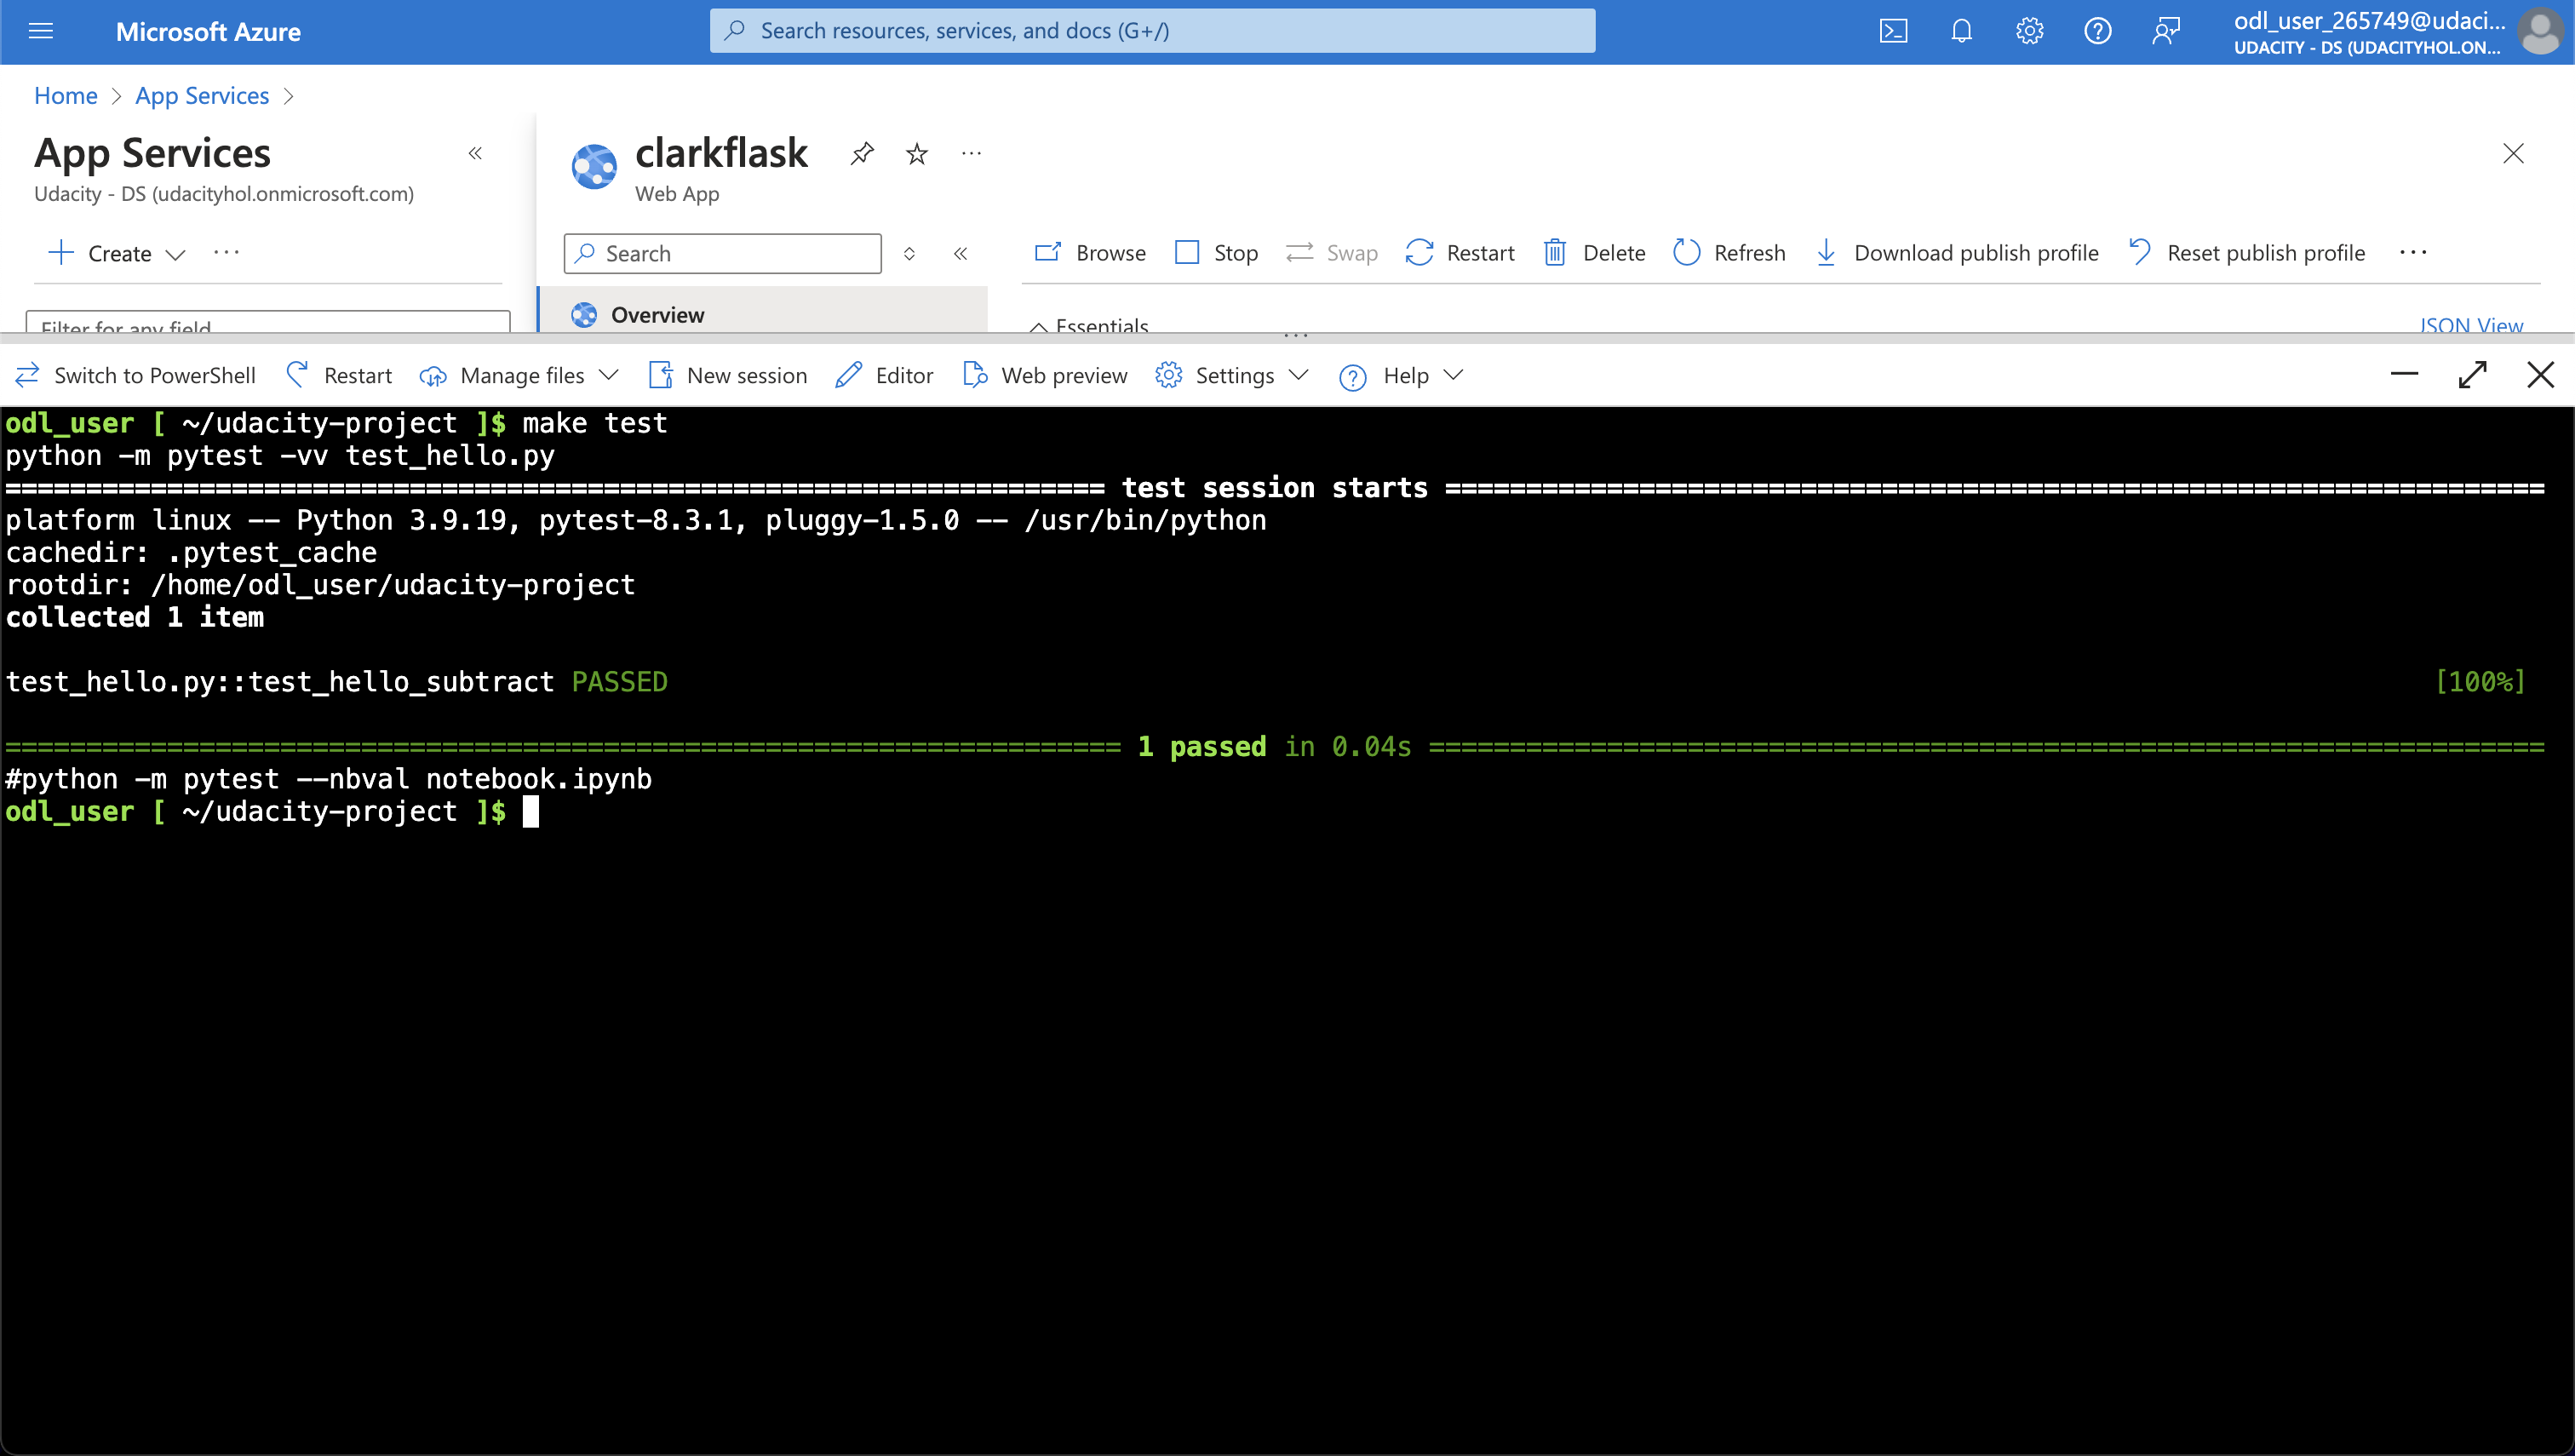 Microsoft Azure
Search resources, services, and docs (G+/)
odl_user_265749@udaci...
UDACITY - DS (UDACITYHOL.ON...
Home > App Services >
App Services
Udacity - DS (udacityhol.onmicrosoft.com)
clarkflask
Web App
Create
Search
Browse Stop Swap Restart Delete Refresh Download publish profile Reset publish profile
Filter for any field
Overview
Essentials
JSON View
Switch to PowerShell Restart Manage files New session Editor Web preview Settings Help
odl_user [ ~/udacity-project ]$ make test
python -m pytest -vv test_hello.py
==================================================================== test session starts ====================================================================
platform linux -- Python 3.9.19, pytest-8.3.1, pluggy-1.5.0 -- /usr/bin/python
cachedir: .pytest_cache
rootdir: /home/odl_user/udacity-project
collected 1 item
test_hello.py::test_hello_subtract PASSED [100%]
===================================================================== 1 passed in 0.04s =====================================================================
#python -m pytest --nbval notebook.ipynb
odl_user [ ~/udacity-project ]$